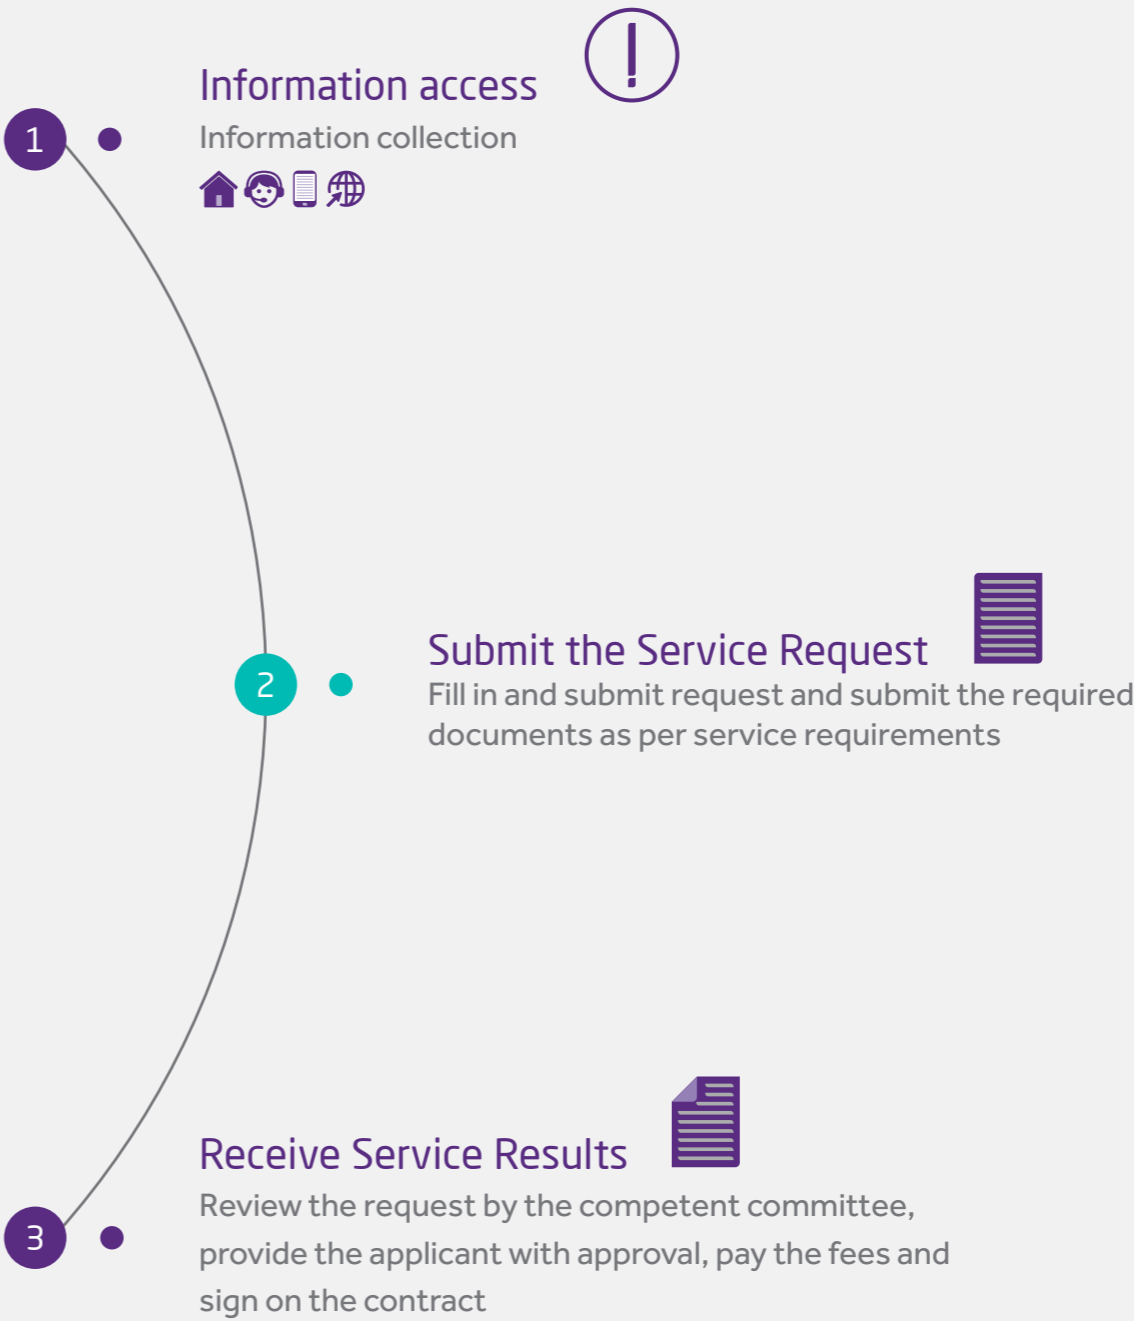 Information access
1
Information collection
Submit the Service Request
2
Fill in and submit request and submit the required
documents as per service requirements
Receive Service Results
3
Review the request by the competent committee,
provide the applicant with approval, pay the fees and
sign on the contract